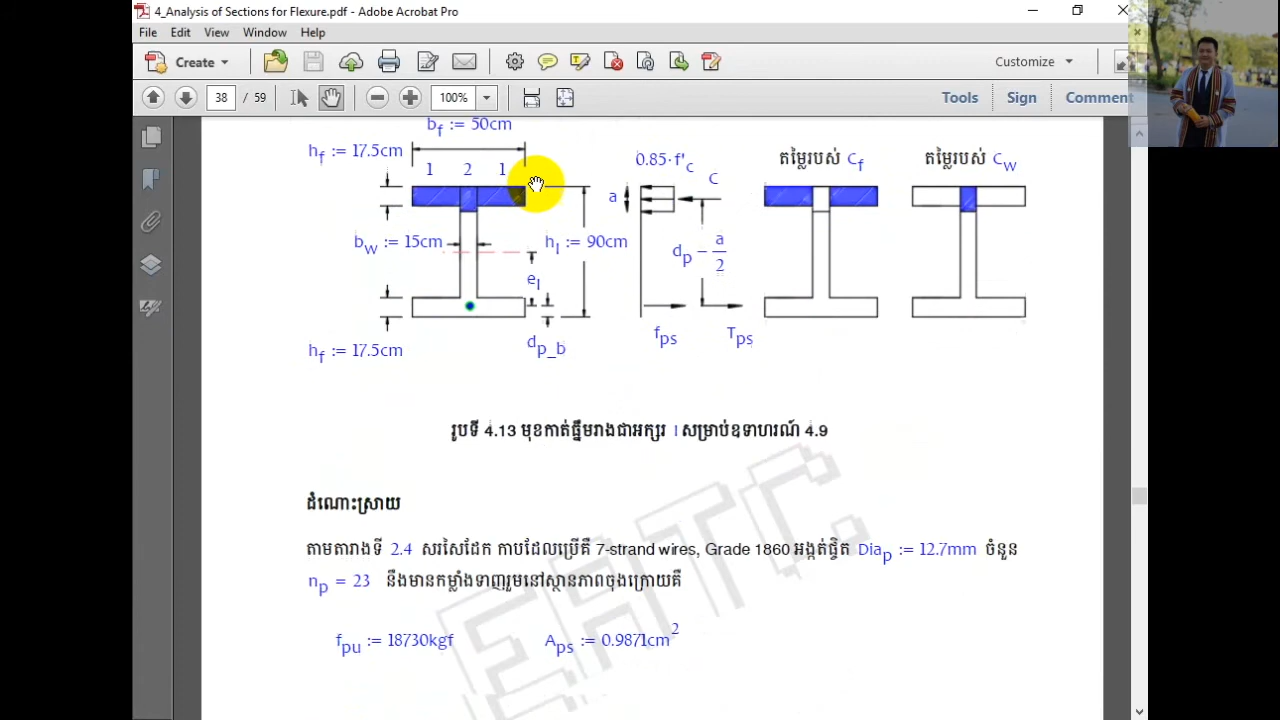 4_Analysis of Sections for Flexure.pdf - Adobe Acrobat Pro
File Edit View Window Help
Create Customize
38 / 59 100% Tools Sign Comment
bf := 50cm
hf := 17.5cm
1 2 1
0.85·f'c
C
តម្លៃរបស់ Cf
តម្លៃរបស់ Cw
a
bw := 15cm
hI := 90cm
dp − a/2
eI
fps
Tps
dp_b
hf := 17.5cm
រូបទី 4.13 មុខកាត់ធ្នឹមរាងជាអក្សរ I សម្រាប់ឧទាហរណ៍ 4.9
ដំណោះស្រាយ
តាមតារាងទី 2.4 សរសៃដែក កាបដែលប្រើគឺ 7-strand wires, Grade 1860 អង្កត់ផ្ចិត Diap := 12.7mm ចំនួន
np = 23 នឹងមានកម្លាំងទាញរួមនៅស្ថានភាពចុងក្រោយគឺ
fpu := 18730kgf Aps := 0.9871cm2
EATC